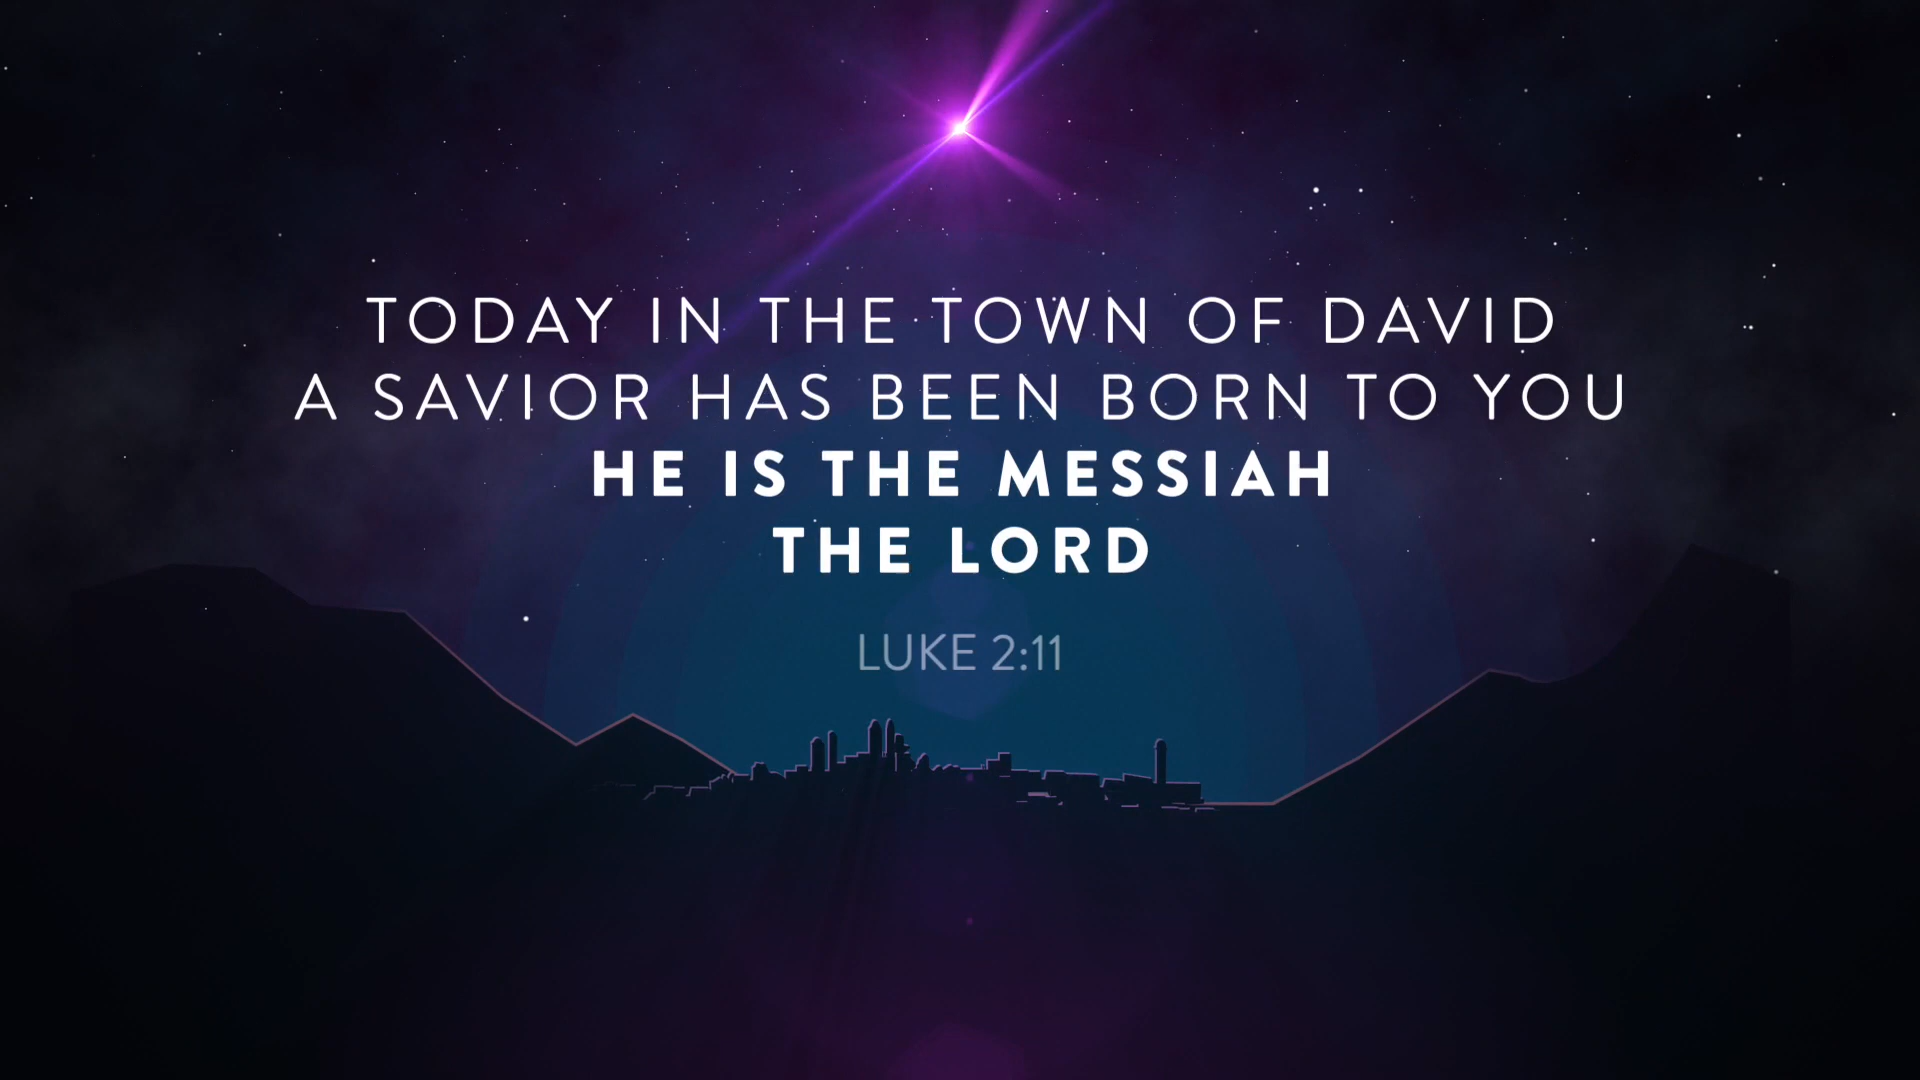 TODAY IN THE TOWN OF DAVID
A SAVIOR HAS BEEN BORN TO YOU
HE IS THE MESSIAH
THE LORD
LUKE 2:11